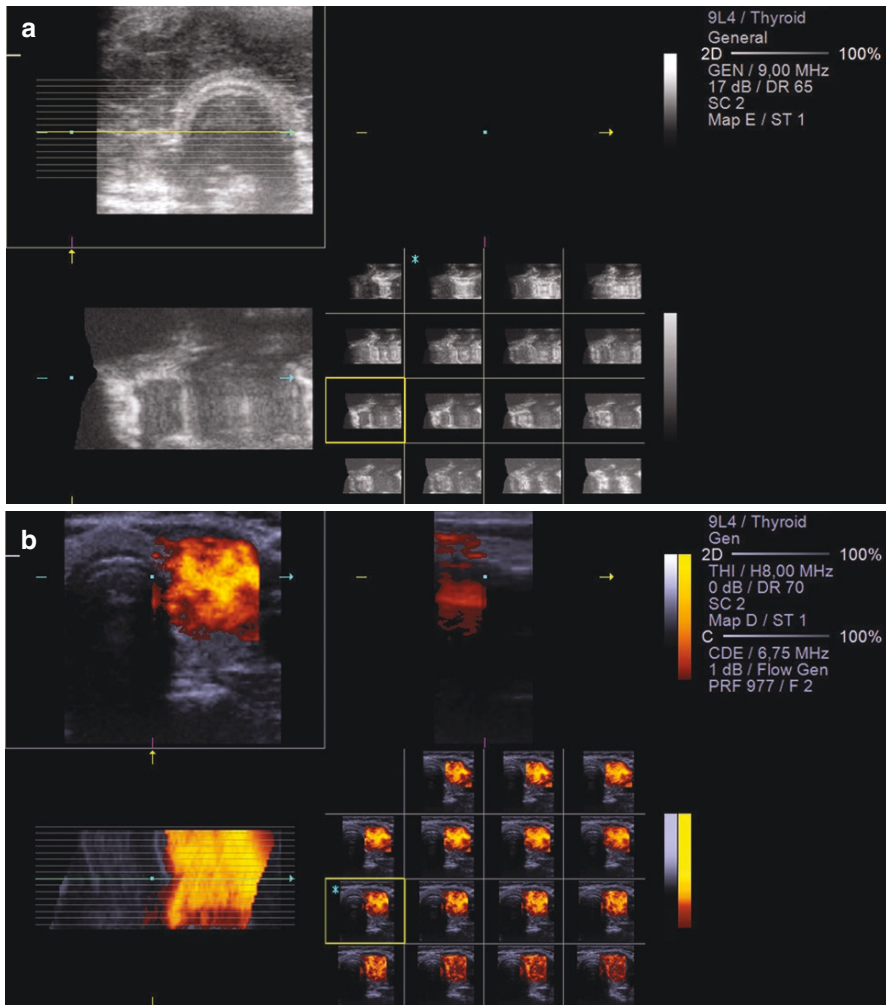 a
9L4 / Thyroid
General
2D 100%
GEN / 9,00 MHz
17 dB / DR 65
SC 2
Map E / ST 1
b
9L4 / Thyroid
Gen
2D 100%
THI / H8,00 MHz
0 dB / DR 70
SC 2
Map D / ST 1
C 100%
CDE / 6,75 MHz
1 dB / Flow Gen
PRF 977 / F 2